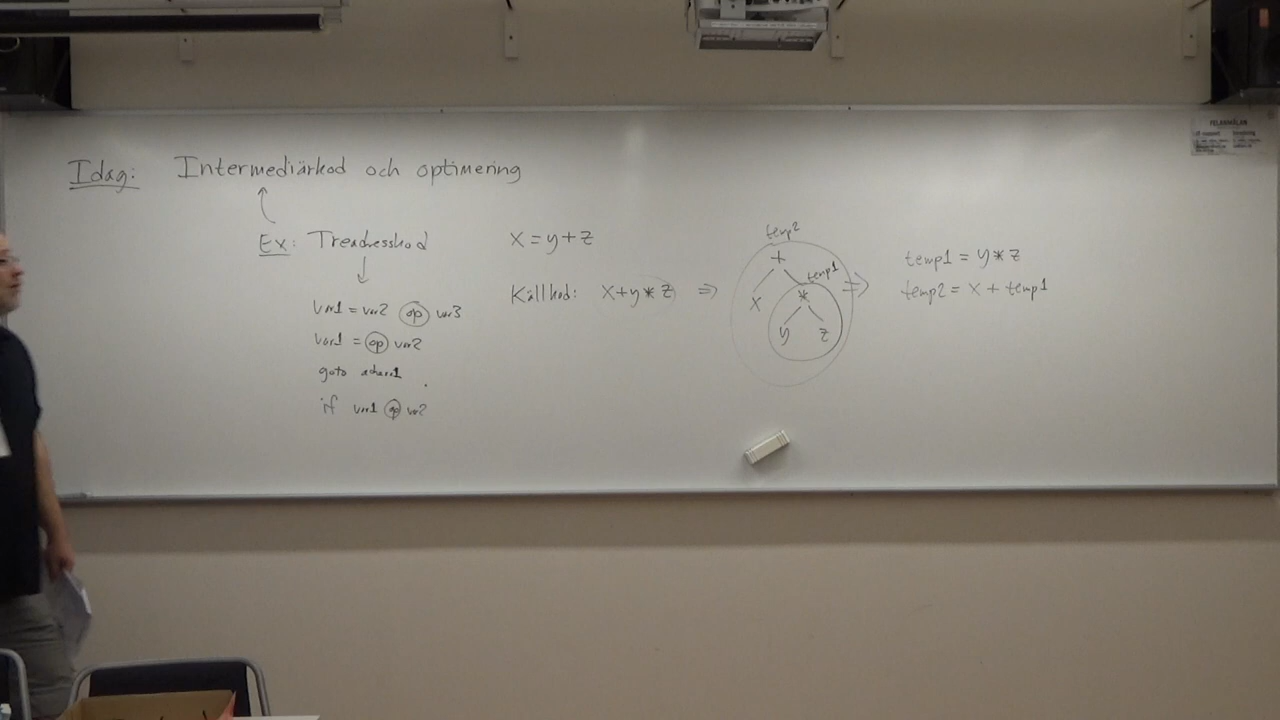 Idag: Intermediärkod och optimering
Ex: Treadresskod
var1 = var2 op var3
var1 = op var2
goto adress1
if var1 op var2
x = y + z
Källkod: x + y * z ⇒
temp2
+
temp1
x *
y z
⇒
temp1 = y * z
temp2 = x + temp1
FELANMÄLAN